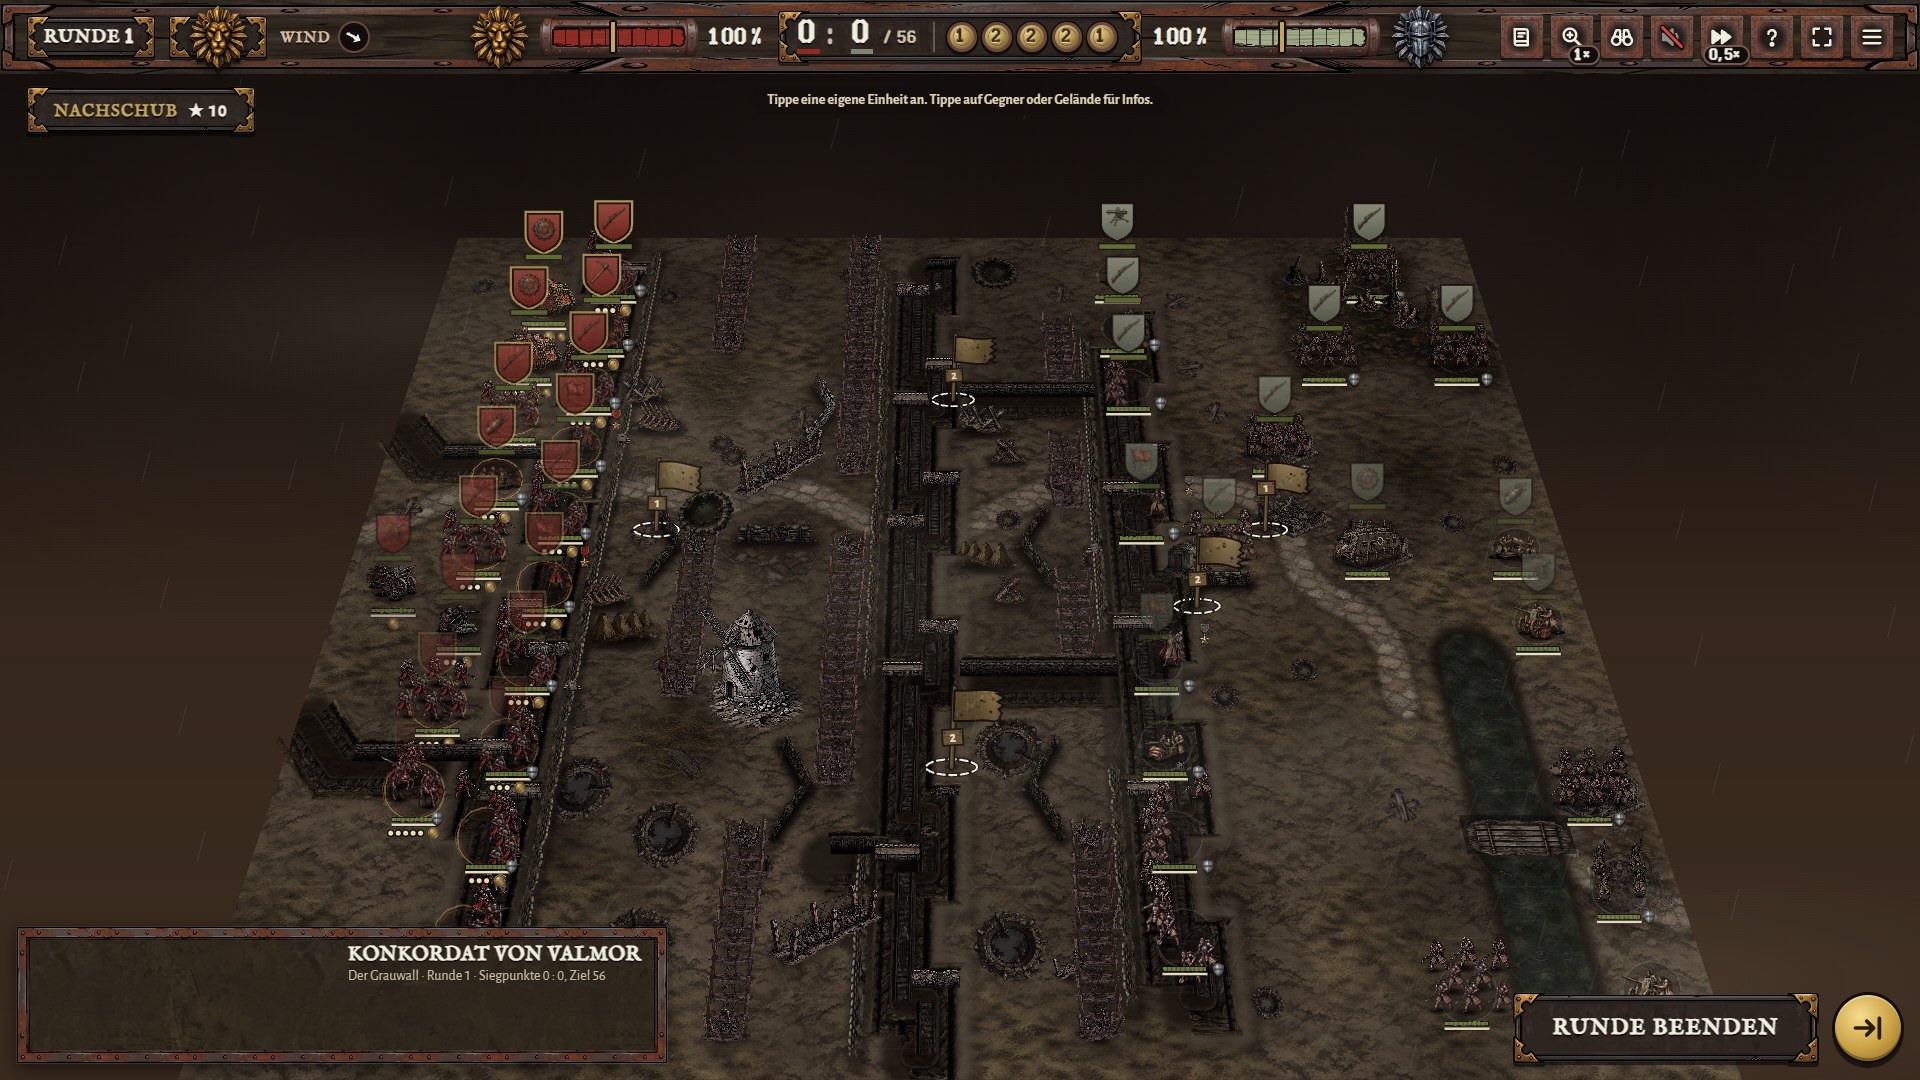 RUNDE 1
WIND
100 %
0 : 0 / 56
1 2 2 2 1
100 %
1×
0,5×
?
NACHSCHUB ★ 10
Tippe eine eigene Einheit an. Tippe auf Gegner oder Gelände für Infos.
2
1
1
2
2
KONKORDAT VON VALMOR
Der Grauwall · Runde 1 · Siegpunkte 0 : 0, Ziel 56
RUNDE BEENDEN